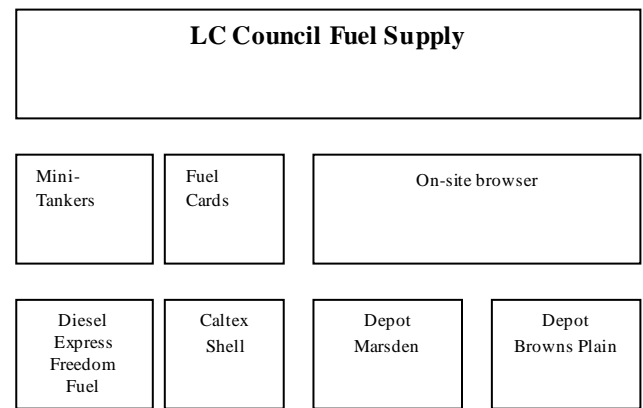 LC Council Fuel Supply
Mini-
Tankers
Fuel
Cards
On-site browser
Diesel
Express
Freedom
Fuel
Caltex
Shell
Depot
Marsden
Depot
Browns Plain